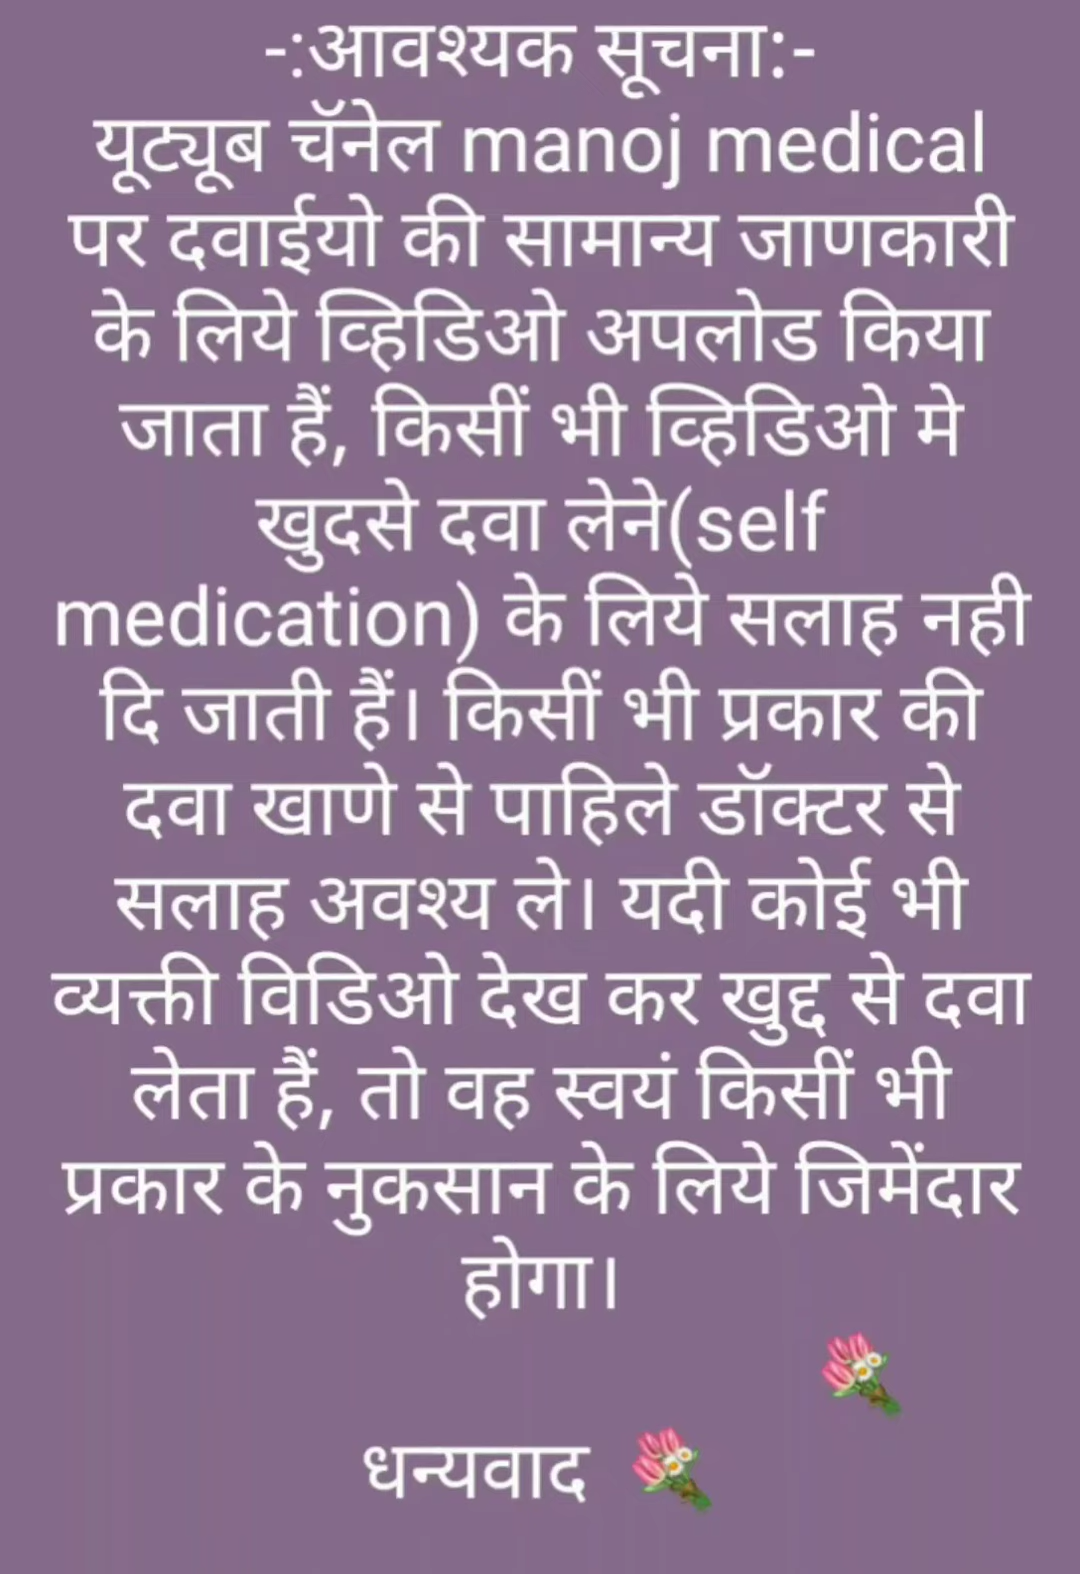 -:आवश्यक सूचना:-
यूट्यूब चॅनेल manoj medical
पर दवाईयो की सामान्य जाणकारी
के लिये व्हिडिओ अपलोड किया
जाता हैं, किसीं भी व्हिडिओ मे
खुदसे दवा लेने(self
medication) के लिये सलाह नही
दि जाती हैं। किसीं भी प्रकार की
दवा खाणे से पाहिले डॉक्टर से
सलाह अवश्य ले। यदी कोई भी
व्यक्ती विडिओ देख कर खुद्द से दवा
लेता हैं, तो वह स्वयं किसीं भी
प्रकार के नुकसान के लिये जिमेंदार
होगा।
💐
धन्यवाद 💐